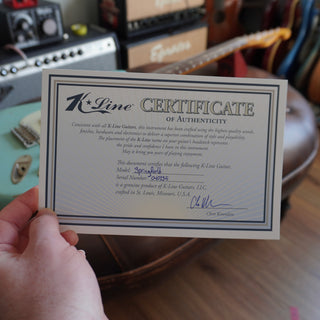 K-Line
CERTIFICATE
OF AUTHENTICITY
Consistent with all K-Line Guitars, this instrument has been crafted using the highest-quality woods,
finishes, hardware and electronics to deliver a superior combination of style and playability.
The placement of the K-Line name on your guitar's headstock represents
the pride and confidence I have in this instrument.
May it bring you years of playing enjoyment.
This document certifies that the following K-Line Guitar:
Model: Springfield
Serial Number:
is a genuine product of K-Line Guitars, LLC,
crafted in St. Louis, Missouri, U.S.A.
Chris Kroenlein